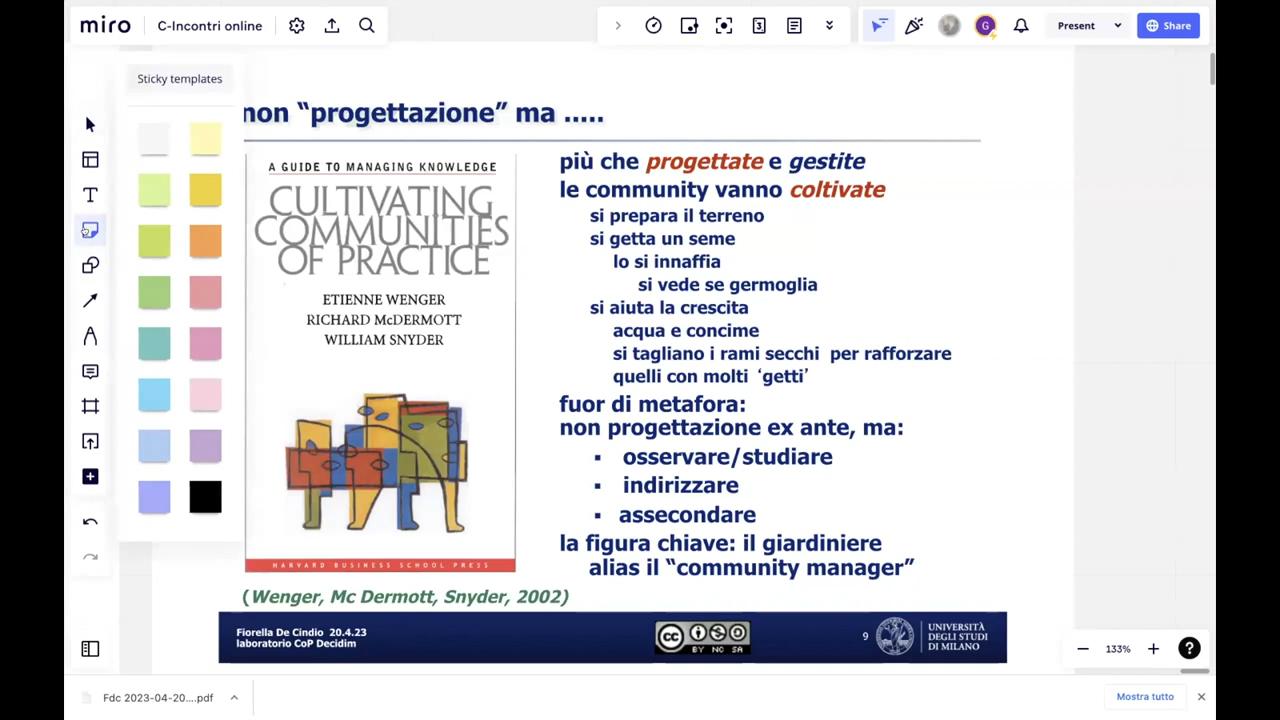 miro
C-Incontri online
3
G
Present
Share
Sticky templates
non “progettazione” ma .....
A GUIDE TO MANAGING KNOWLEDGE
CULTIVATING
COMMUNITIES
OF PRACTICE
ETIENNE WENGER
RICHARD McDERMOTT
WILLIAM SNYDER
HARVARD BUSINESS SCHOOL PRESS
(Wenger, Mc Dermott, Snyder, 2002)
più che progettate e gestite
le community vanno coltivate
si prepara il terreno
si getta un seme
lo si innaffia
si vede se germoglia
si aiuta la crescita
acqua e concime
si tagliano i rami secchi per rafforzare
quelli con molti ‘getti’
fuor di metafora:
non progettazione ex ante, ma:
▪ osservare/studiare
▪ indirizzare
▪ assecondare
la figura chiave: il giardiniere
alias il “community manager”
Fiorella De Cindio 20.4.23
laboratorio CoP Decidim
cc
BY NC SA
9
UNIVERSITÀ
DEGLI STUDI
DI MILANO
133%
?
Fdc 2023-04-20....pdf
Mostra tutto